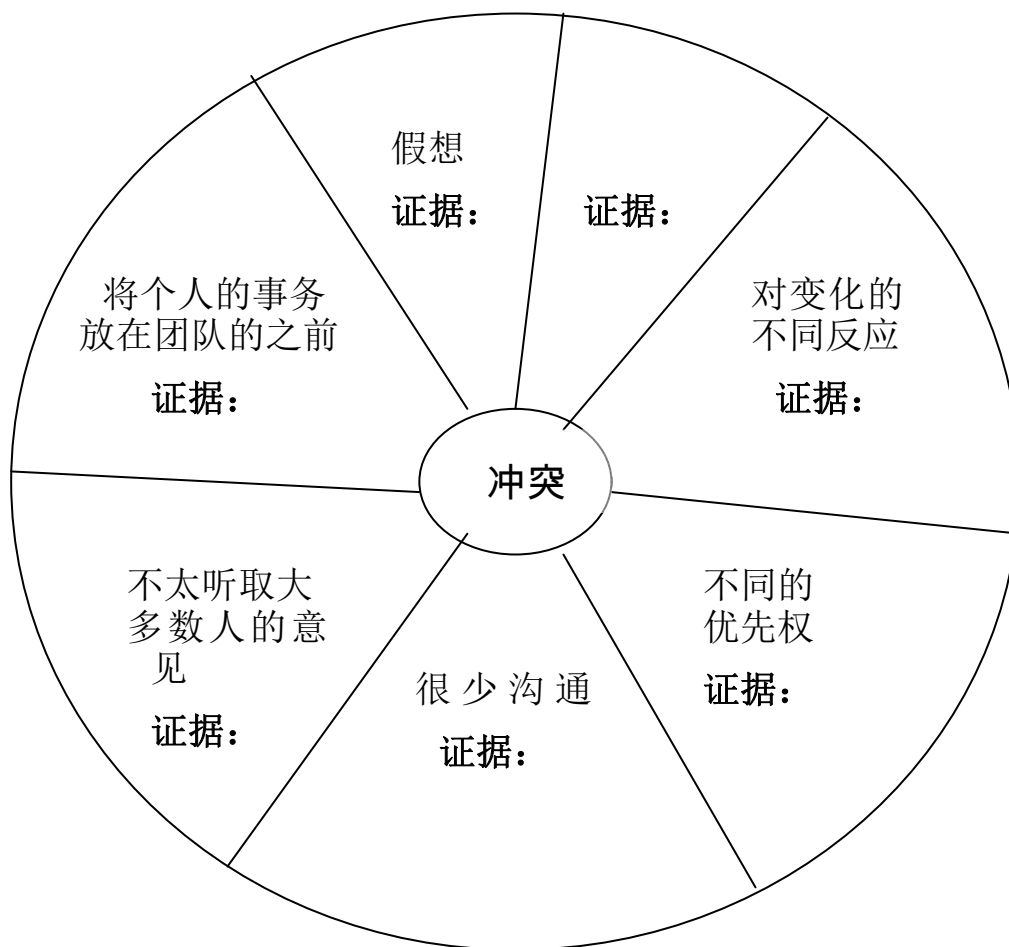 假想
证据：
证据：
将个人的事务
放在团队的之前
证据：
对变化的
不同反应
证据：
冲突
不太听取大
多数人的意
见
证据：
很少沟通
证据：
不同的
优先权
证据：